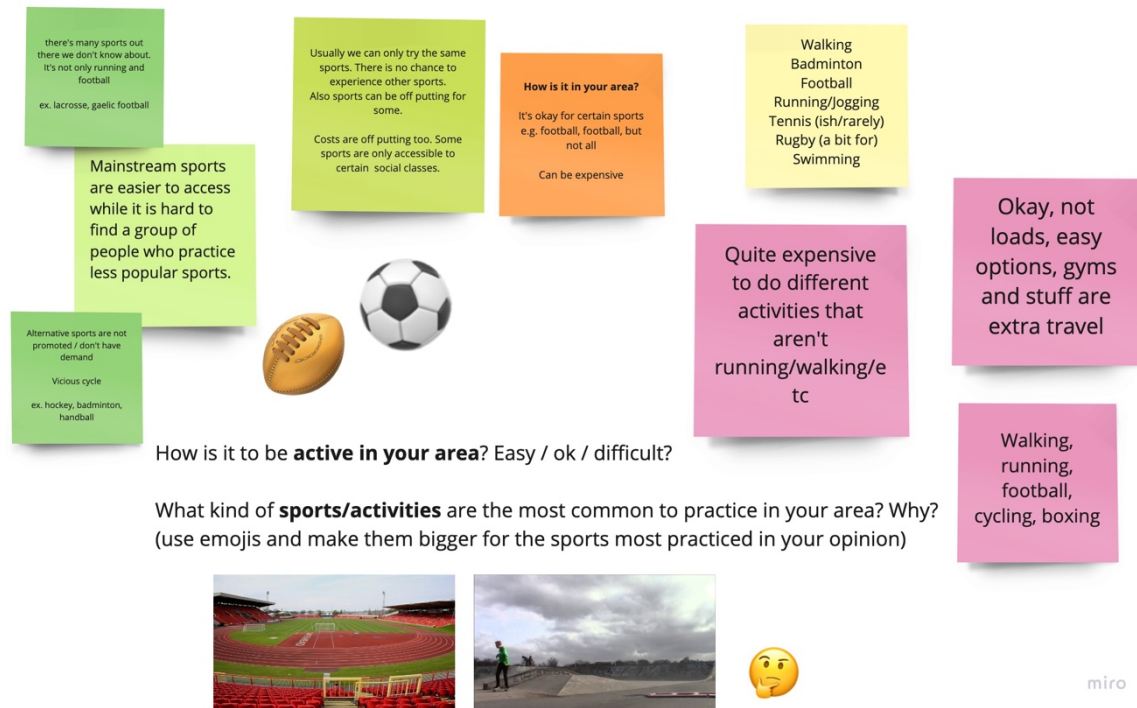 there's many sports out
there we don't know about.
It's not only running and
football
ex. lacrosse, gaelic football
Mainstream sports
are easier to access
while it is hard to
find a group of
people who practice
less popular sports.
Alternative sports are not
promoted / don't have
demand
Vicious cycle
ex. hockey, badminton,
handball
Usually we can only try the same
sports. There is no chance to
experience other sports.
Also sports can be off putting for
some.
Costs are off putting too. Some
sports are only accessible to
certain social classes.
How is it in your area?
It's okay for certain sports
e.g. football, football, but
not all
Can be expensive
Walking
Badminton
Football
Running/Jogging
Tennis (ish/rarely)
Rugby (a bit for)
Swimming
Quite expensive
to do different
activities that
aren't
running/walking/e
tc
Okay, not
loads, easy
options, gyms
and stuff are
extra travel
Walking,
running,
football,
cycling, boxing
How is it to be active in your area? Easy / ok / difficult?
What kind of sports/activities are the most common to practice in your area? Why?
(use emojis and make them bigger for the sports most practiced in your opinion)
miro